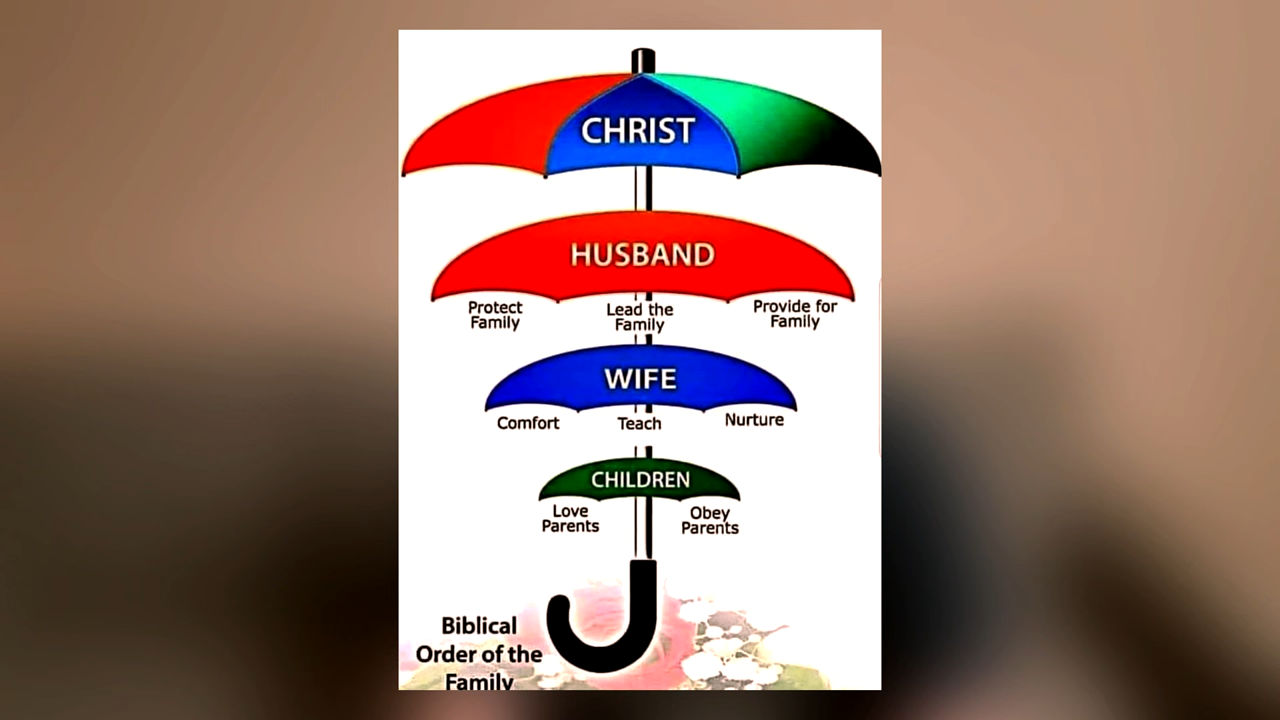 CHRIST
HUSBAND
Protect
Family
Lead the
Family
Provide for
Family
WIFE
Comfort
Teach
Nurture
CHILDREN
Love
Parents
Obey
Parents
Biblical
Order of the
Family